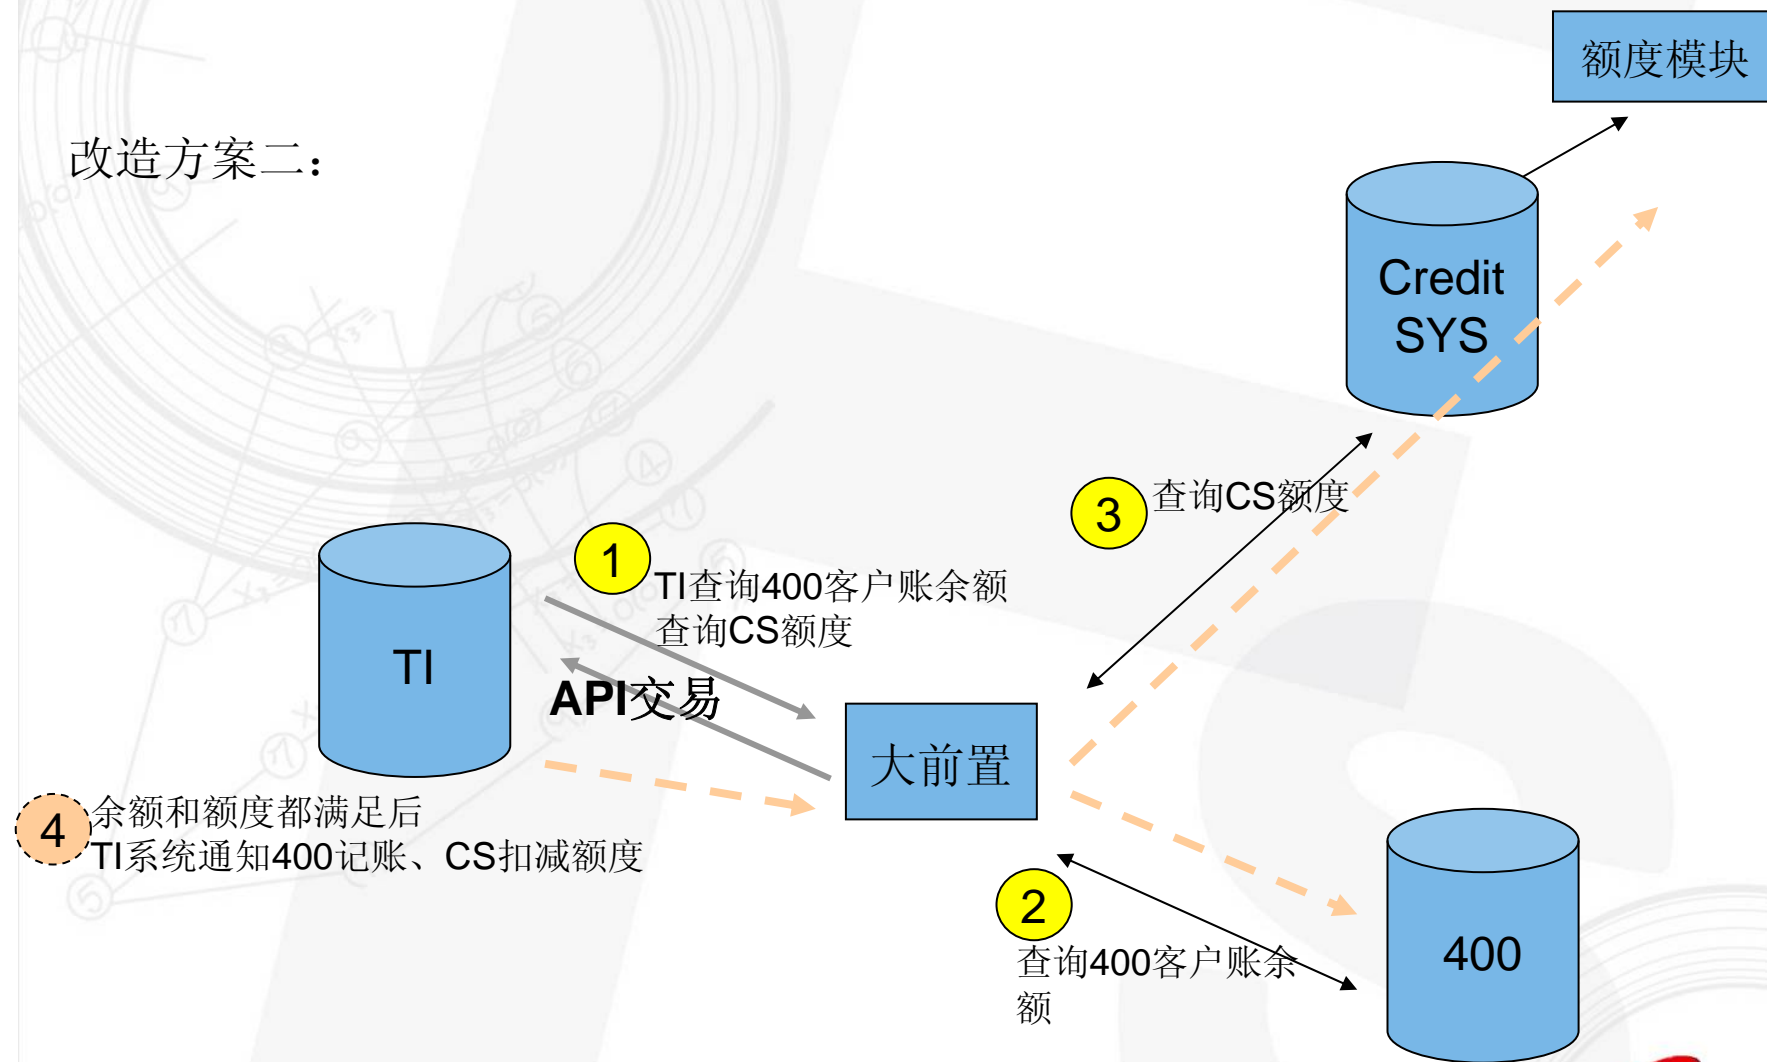 额度模块
改造方案二：
Credit
SYS
3
查询CS额度
1
TI查询400客户账余额
查询CS额度
TI
API交易
大前置
4
余额和额度都满足后
TI系统通知400记账、CS扣减额度
2
查询400客户账余
额
400